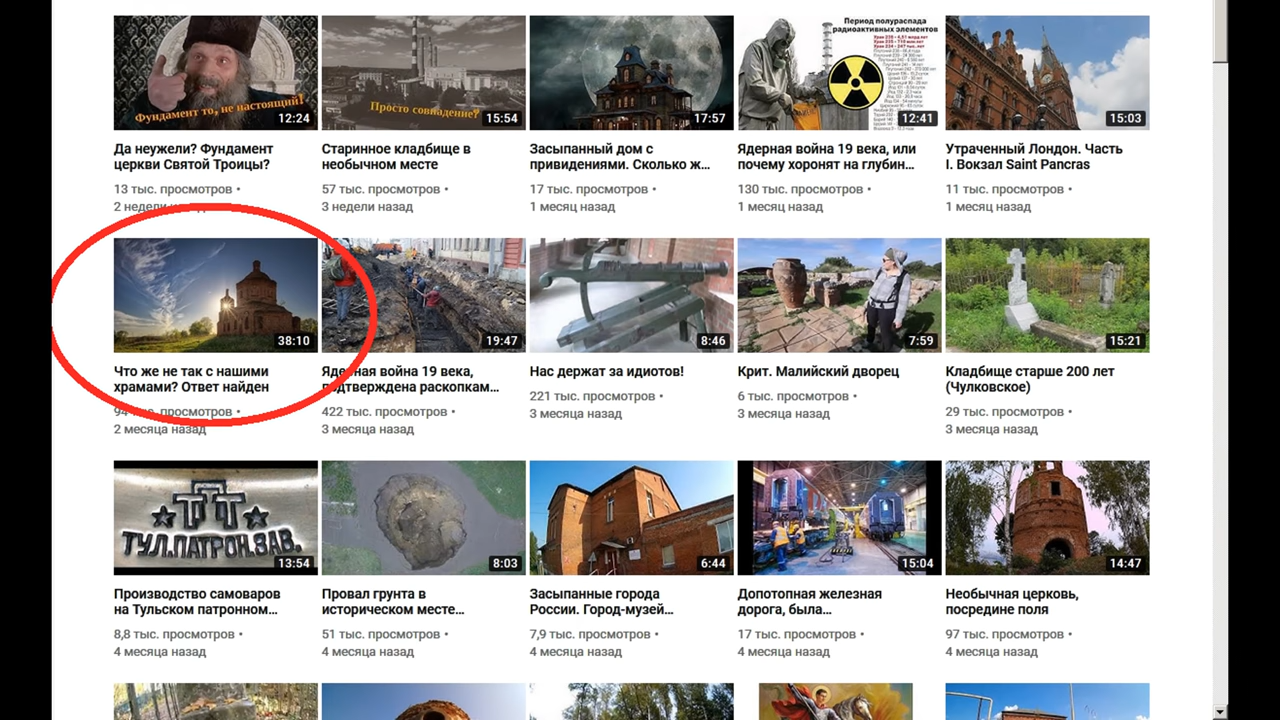 Фундамент то, не настоящий!
12:24
Просто совпадение?
15:54
17:57
Период полураспада
радиоактивных элементов
12:41
15:03
Да неужели? Фундамент
церкви Святой Троицы?
13 тыс. просмотров •
2 недели назад
Старинное кладбище в
необычном месте
57 тыс. просмотров •
3 недели назад
Засыпанный дом с
привидениями. Сколько ж...
17 тыс. просмотров •
1 месяц назад
Ядерная война 19 века, или
почему хоронят на глубин...
130 тыс. просмотров •
1 месяц назад
Утраченный Лондон. Часть
I. Вокзал Saint Pancras
11 тыс. просмотров •
1 месяц назад
38:10
19:47
8:46
7:59
15:21
Что же не так с нашими
храмами? Ответ найден
94 тыс. просмотров •
2 месяца назад
Ядерная война 19 века,
подтверждена раскопкам...
422 тыс. просмотров •
3 месяца назад
Нас держат за идиотов!
221 тыс. просмотров •
3 месяца назад
Крит. Малийский дворец
6 тыс. просмотров •
3 месяца назад
Кладбище старше 200 лет
(Чулковское)
29 тыс. просмотров •
3 месяца назад
ТУЛ.ПАТРОН.ЗАВ.
13:54
8:03
6:44
15:04
14:47
Производство самоваров
на Тульском патронном...
8,8 тыс. просмотров •
4 месяца назад
Провал грунта в
историческом месте...
51 тыс. просмотров •
4 месяца назад
Засыпанные города
России. Город-музей...
7,9 тыс. просмотров •
4 месяца назад
Допотопная железная
дорога, была...
17 тыс. просмотров •
4 месяца назад
Необычная церковь,
посредине поля
97 тыс. просмотров •
4 месяца назад